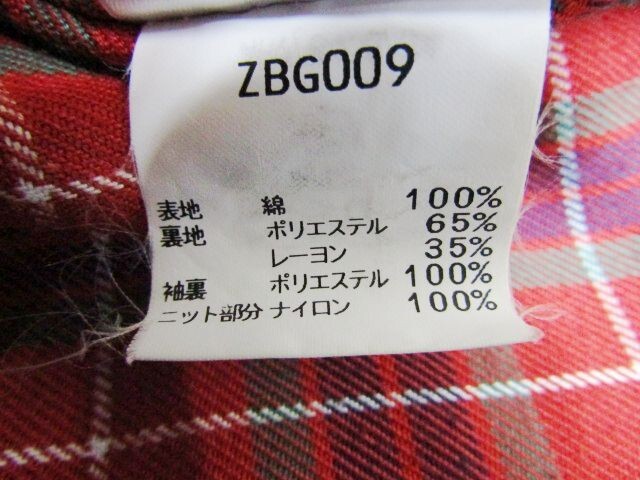 ZBG009
表地 綿 100%
裏地 ポリエステル 65%
レーヨン 35%
袖裏 ポリエステル 100%
ニット部分 ナイロン 100%